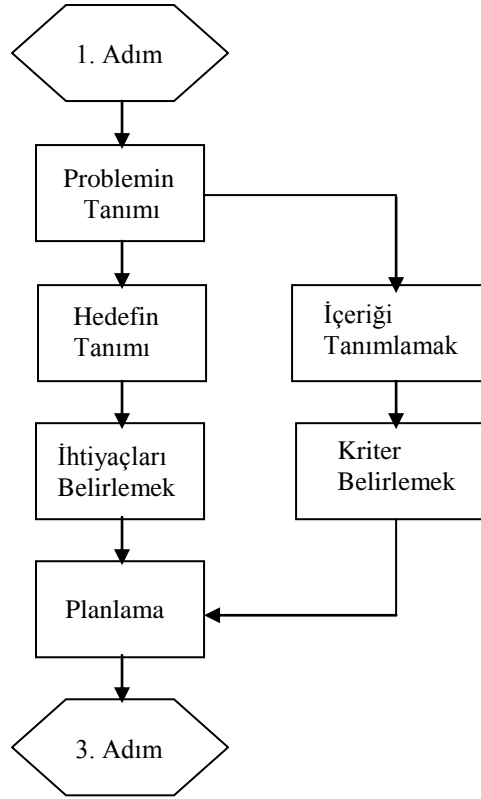 1. Adım
Problemin
Tanımı
Hedefin
Tanımı
İçeriği
Tanımlamak
İhtiyaçları
Belirlemek
Kriter
Belirlemek
Planlama
3. Adım